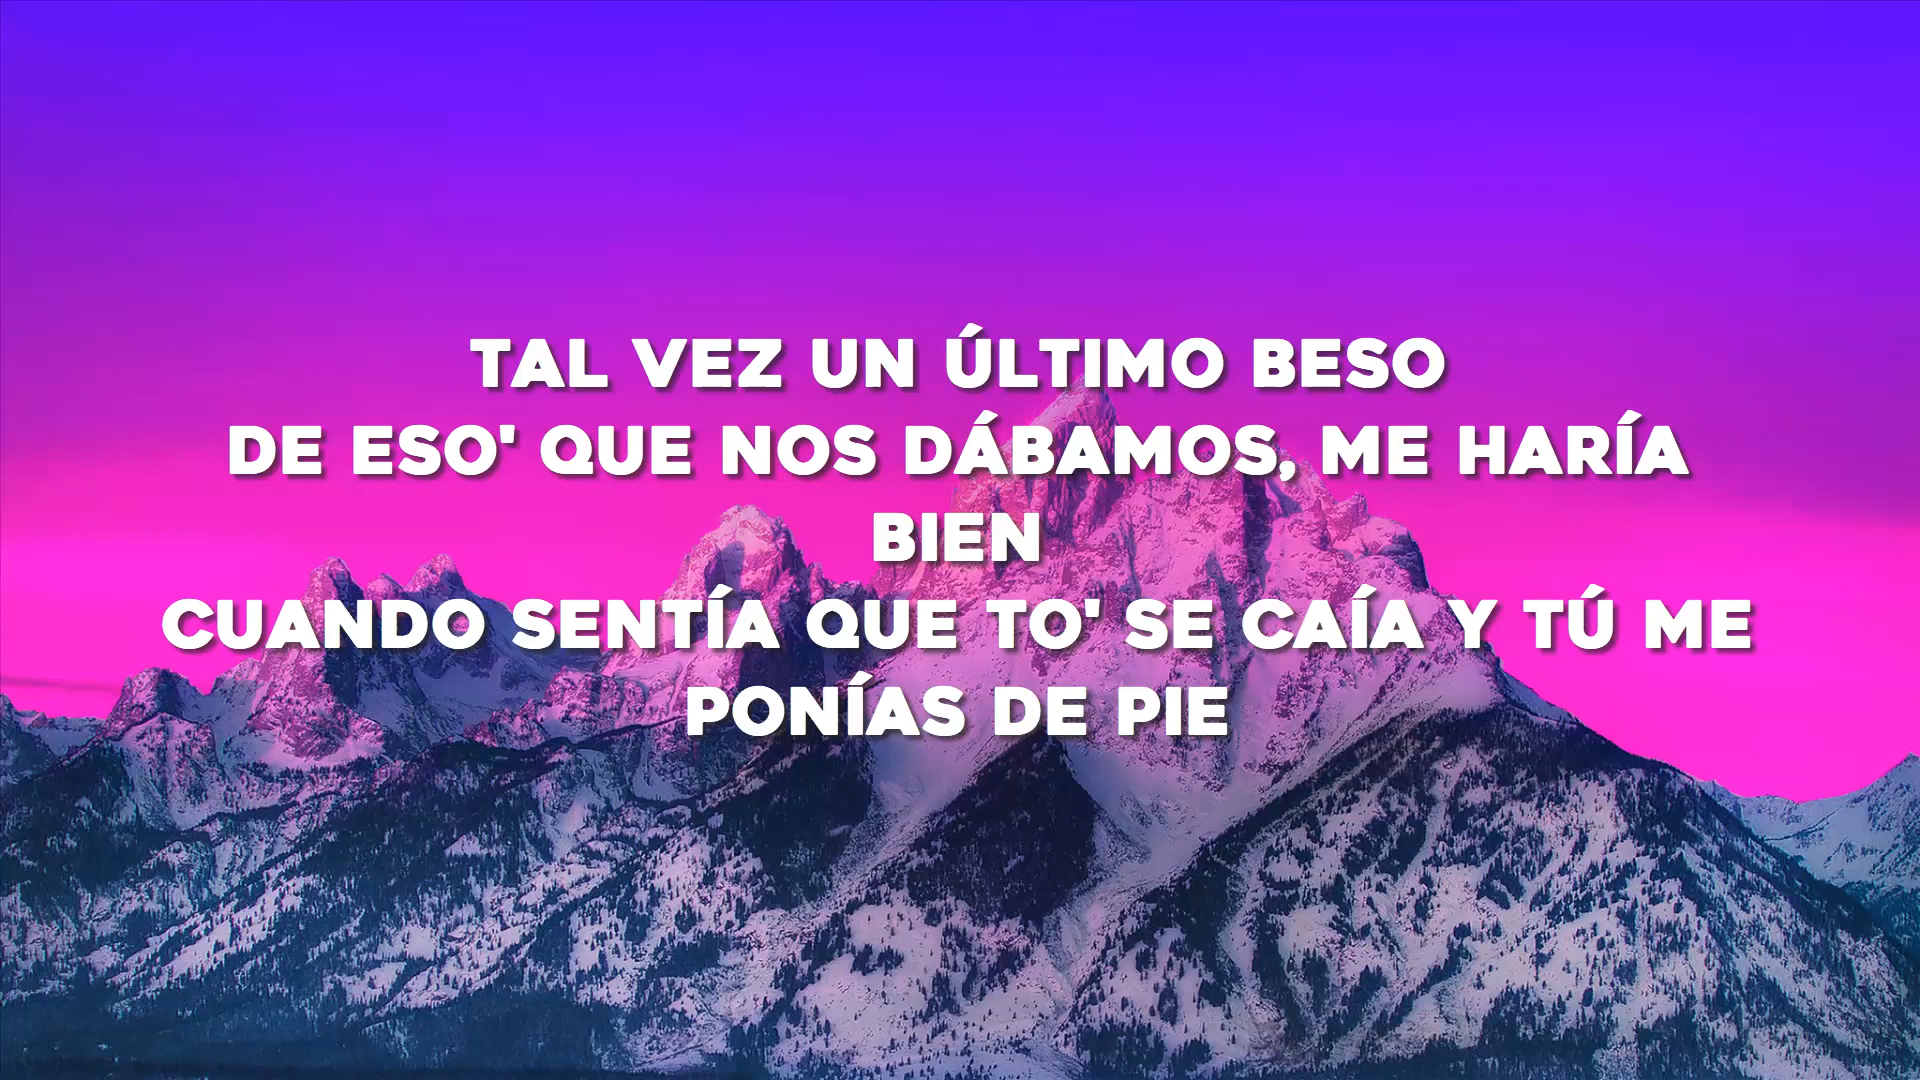 TAL VEZ UN ÚLTIMO BESO
DE ESO' QUE NOS DÁBAMOS, ME HARÍA
BIEN
CUANDO SENTÍA QUE TO' SE CAÍA Y TÚ ME
PONÍAS DE PIE